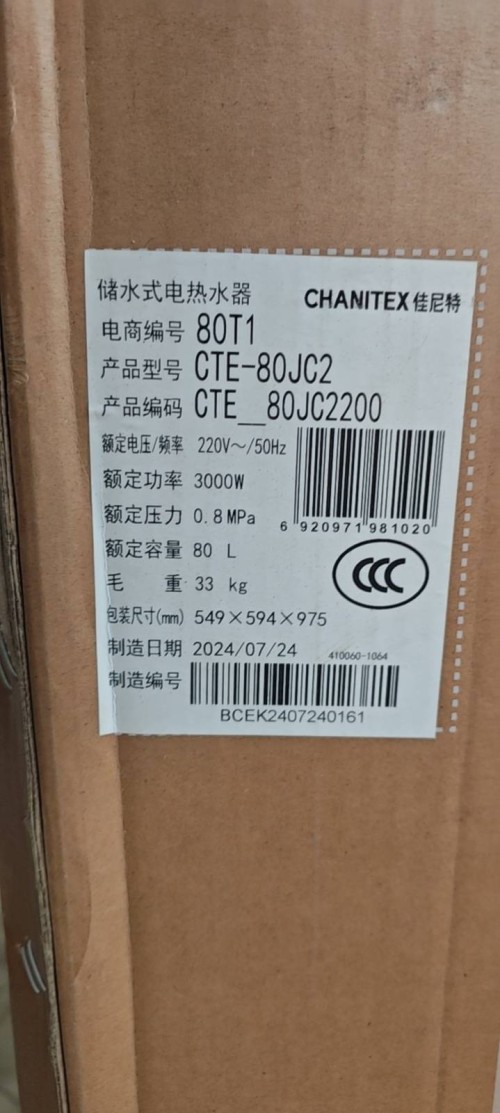 储水式电热水器 CHANITEX 佳尼特
电商编号 80T1
产品型号 CTE-80JC2
产品编码 CTE__80JC2200
额定电压/频率 220V～/50Hz
额定功率 3000W
额定压力 0.8MPa
6 920971 981020
额定容量 80 L
CCC
毛 重 33 kg
包装尺寸(mm) 549×594×975
制造日期 2024/07/24 410060-1064
制造编号
BCEK2407240161